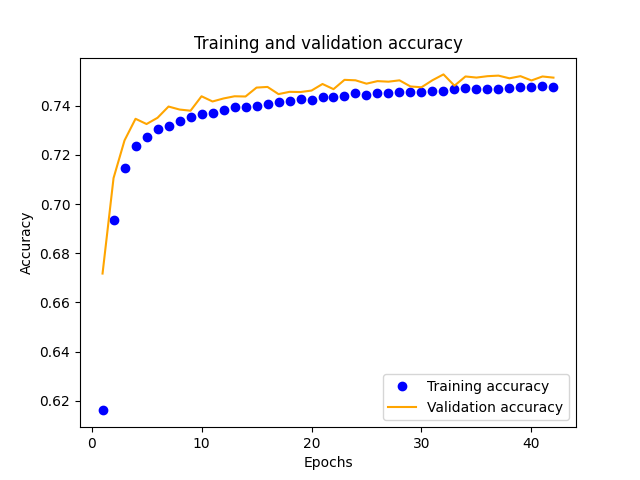 Training and validation accuracy
Accuracy
0.74
0.72
0.70
0.68
0.66
0.64
0.62
Training accuracy
Validation accuracy
0
10
20
30
40
Epochs